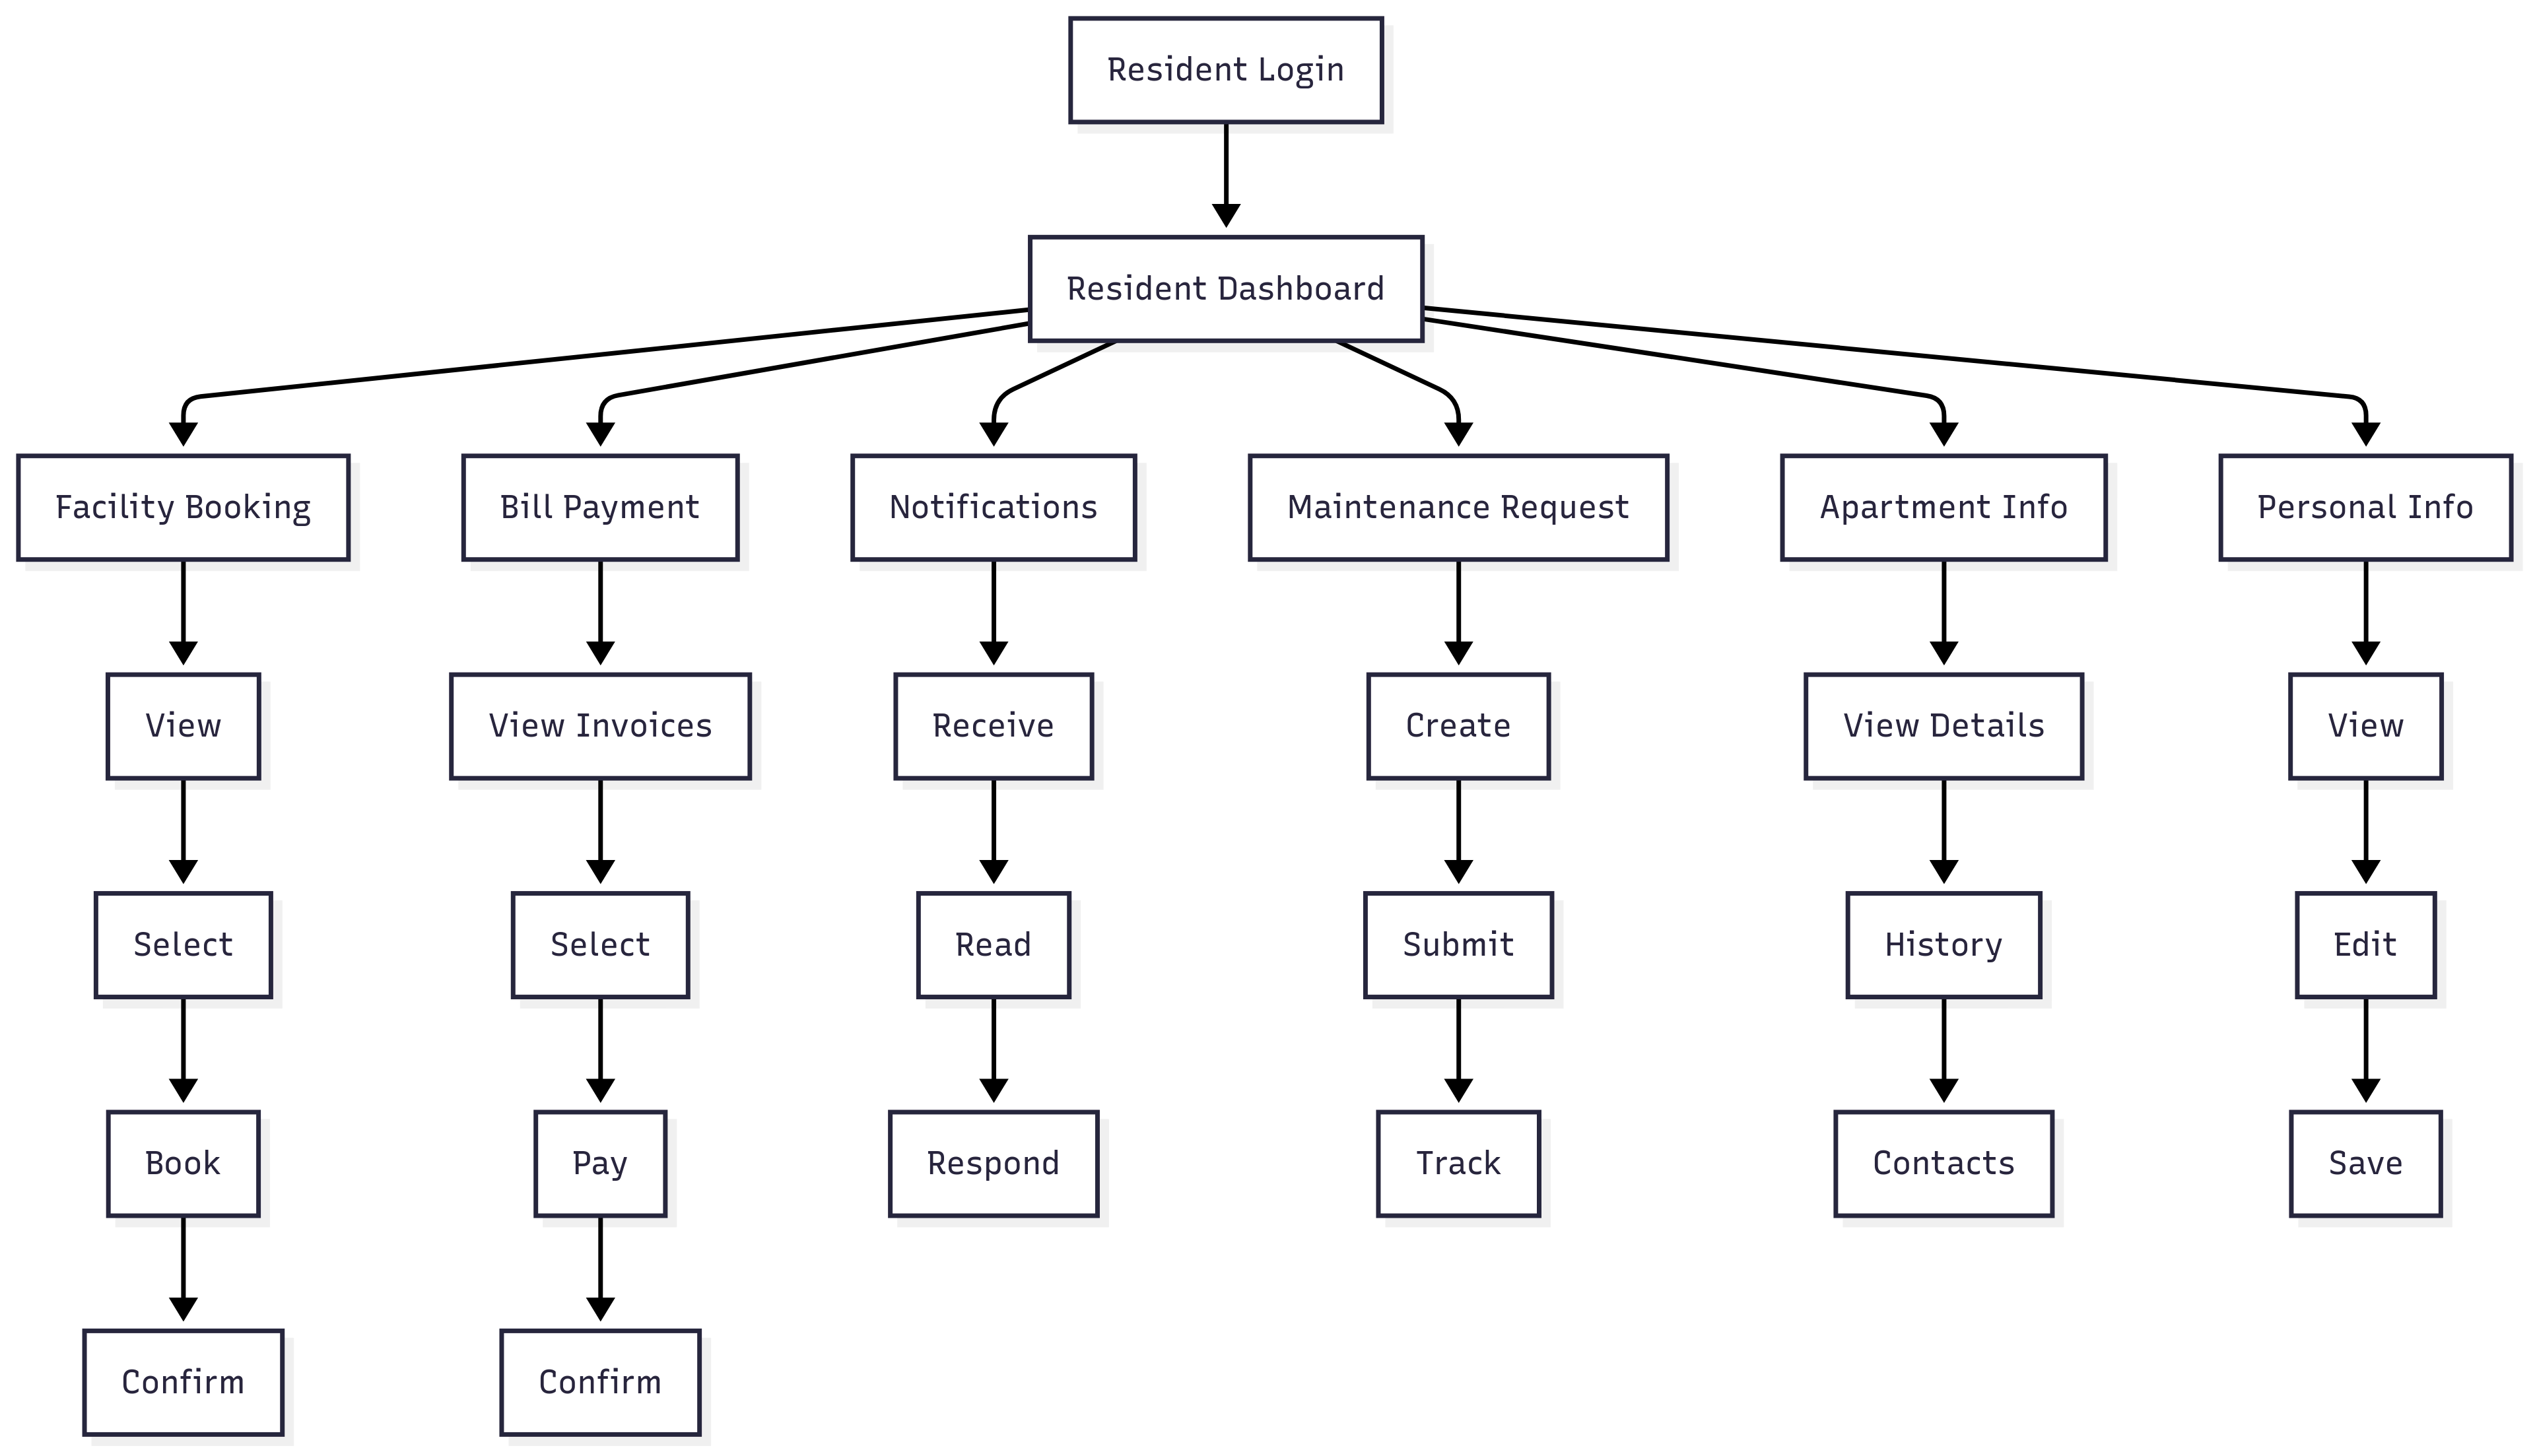 Resident Login
Resident Dashboard
Facility Booking
Bill Payment
Notifications
Maintenance Request
Apartment Info
Personal Info
View
View Invoices
Receive
Create
View Details
View
Select
Select
Read
Submit
History
Edit
Book
Pay
Respond
Track
Contacts
Save
Confirm
Confirm